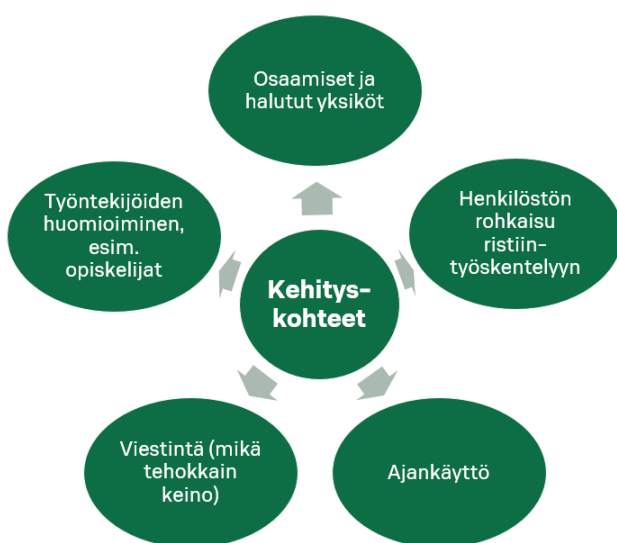 Osaamiset ja
halutut yksiköt
Työntekijöiden
huomioiminen,
esim.
opiskelijat
Henkilöstön
rohkaisu
ristiin-
työskentelyyn
Kehitys-
kohteet
Viestintä (mikä
tehokkain
keino)
Ajankäyttö